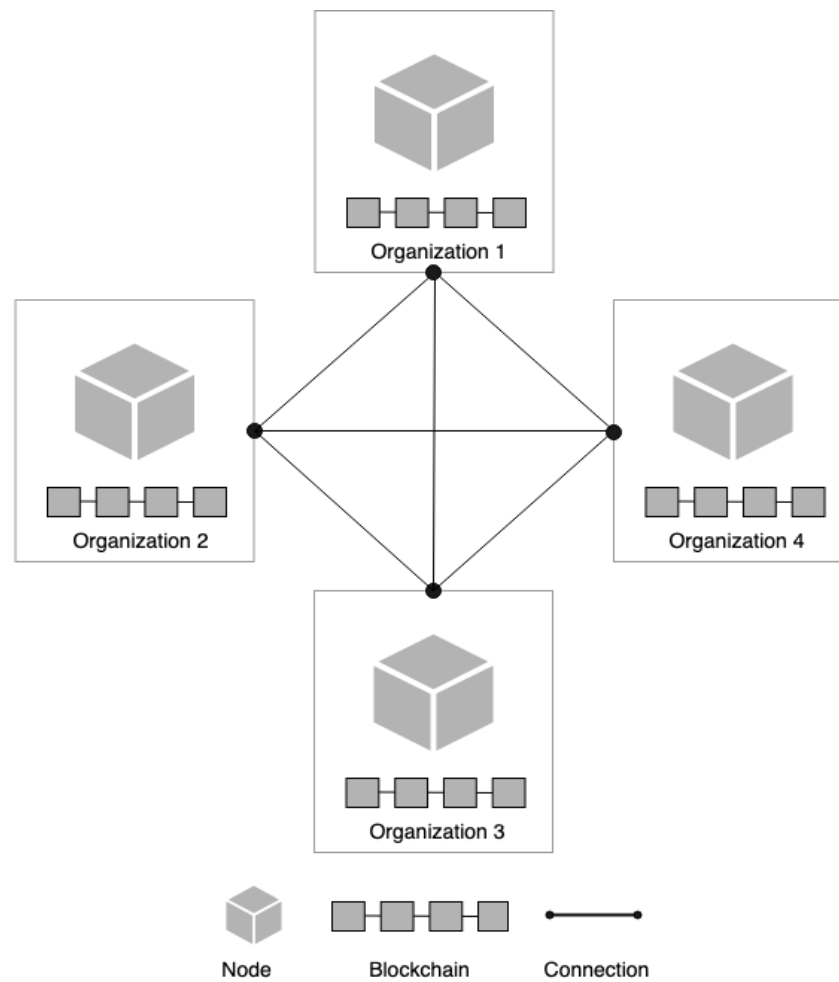 Organization 1
Organization 2
Organization 4
Organization 3
Node
Blockchain
Connection